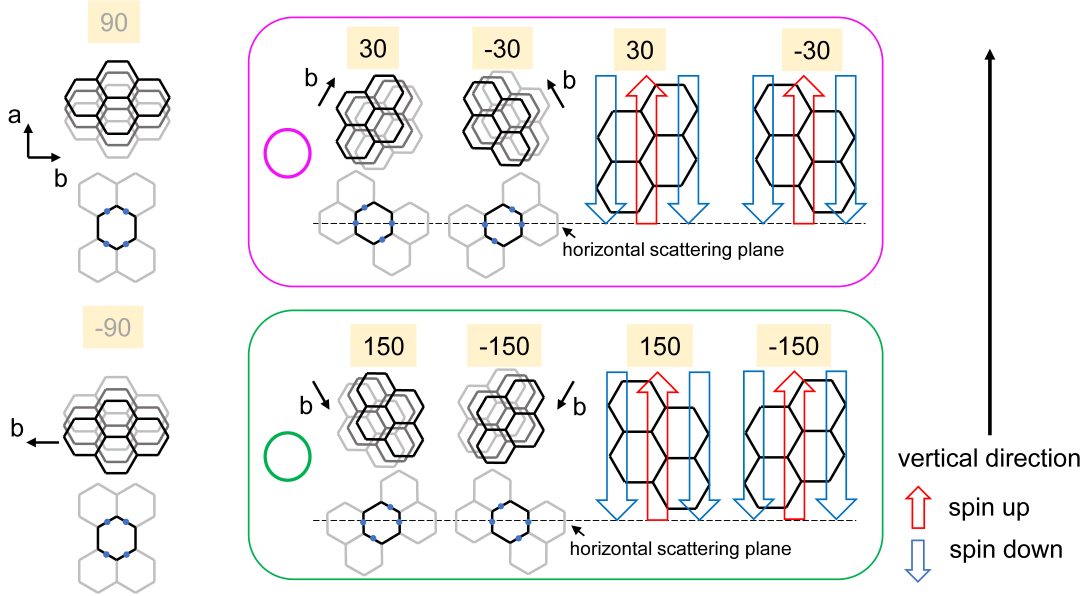 90
a
b
30
-30
30
-30
b
b
horizontal scattering plane
-90
b
150
-150
150
-150
b
b
horizontal scattering plane
vertical direction
spin up
spin down